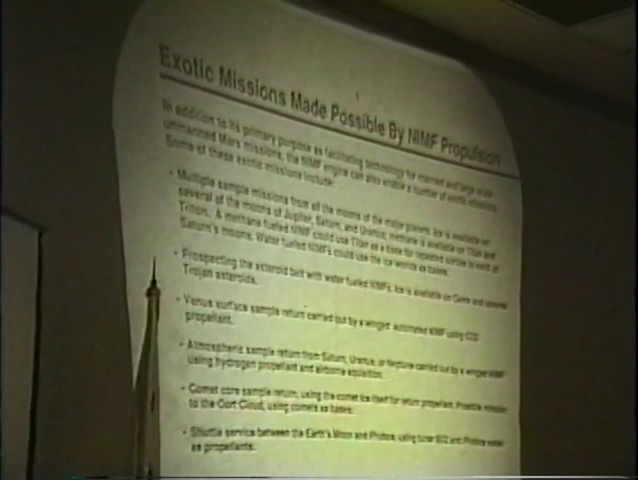 Exotic Missions Made Possible By NIMF Propulsion
In addition to its primary purpose as facilitating technology for manned and large scale
unmanned Mars missions, the NIMF engine can also enable a number of exotic missions.
Some of these exotic missions include:
• Multiple sample missions from all the moons of the major planets. Ice is available on
several of the moons of Jupiter, Saturn, and Uranus; methane is available on Titan and
Triton. A methane fueled NIMF could use Titan as a base for repeated sorties to each of
Saturn's moons. Water fueled NIMFs could use the ice worlds as bases.
• Prospecting the asteroid belt with water fueled NIMFs. Ice is available on Ceres and several
Trojan asteroids.
• Venus surface sample return carried out by a winged automated NIMF using CO2
propellant.
• Atmospheric sample return from Saturn, Uranus, or Neptune carried out by a winged NIMF
using hydrogen propellant and airborne
• Comet core sample return, using the comet ice itself for return propellant. Possible mission
to the Oort Cloud, using comets as bases.
• Shuttle service between the Earth's Moon and Phobos, using lunar and Phobos water
as propellants.